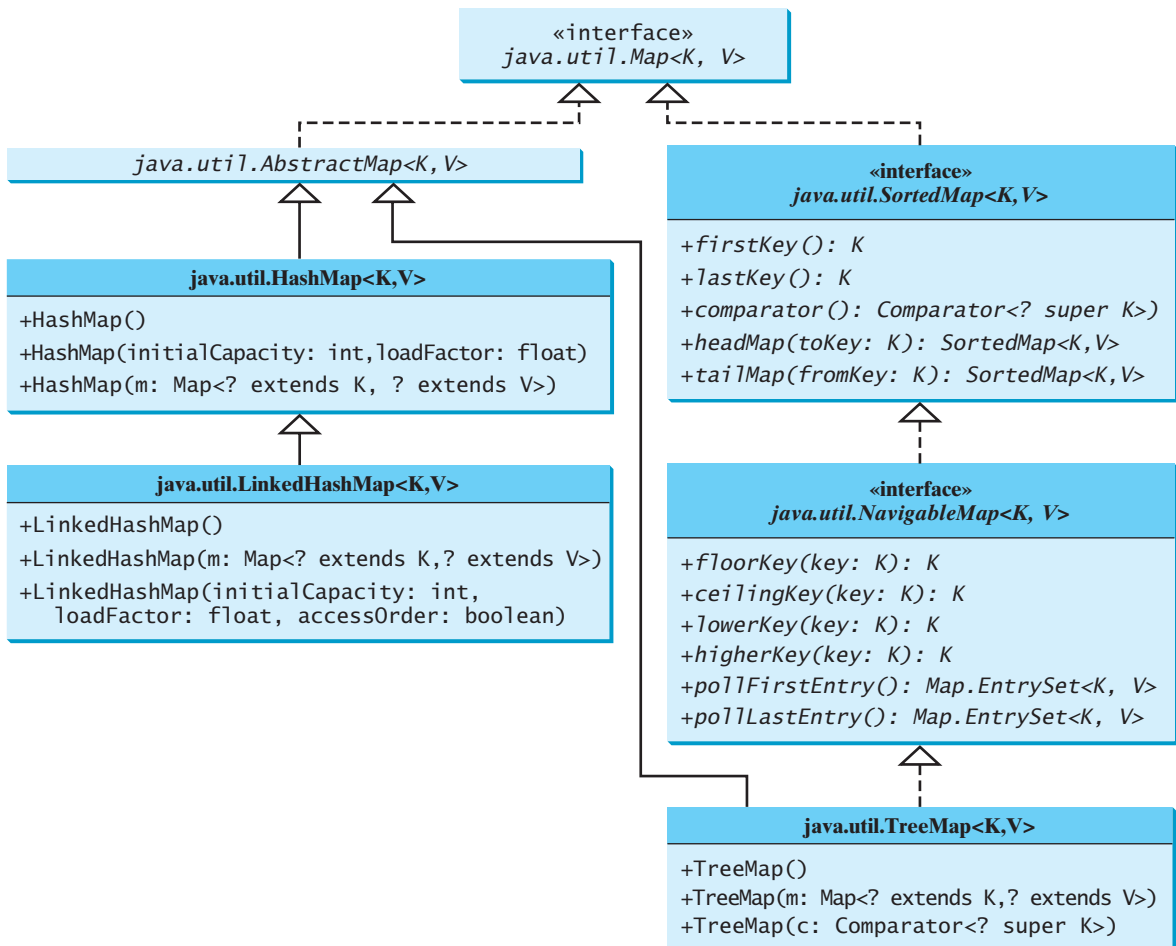 «interface»
java.util.Map<K, V>
java.util.AbstractMap<K,V>
java.util.HashMap<K,V>
+HashMap()
+HashMap(initialCapacity: int,loadFactor: float)
+HashMap(m: Map<? extends K, ? extends V>)
java.util.LinkedHashMap<K,V>
+LinkedHashMap()
+LinkedHashMap(m: Map<? extends K,? extends V>)
+LinkedHashMap(initialCapacity: int,
loadFactor: float, accessOrder: boolean)
«interface»
java.util.SortedMap<K,V>
+firstKey(): K
+lastKey(): K
+comparator(): Comparator<? super K>)
+headMap(toKey: K): SortedMap<K,V>
+tailMap(fromKey: K): SortedMap<K,V>
«interface»
java.util.NavigableMap<K, V>
+floorKey(key: K): K
+ceilingKey(key: K): K
+lowerKey(key: K): K
+higherKey(key: K): K
+pollFirstEntry(): Map.EntrySet<K, V>
+pollLastEntry(): Map.EntrySet<K, V>
java.util.TreeMap<K,V>
+TreeMap()
+TreeMap(m: Map<? extends K,? extends V>)
+TreeMap(c: Comparator<? super K>)